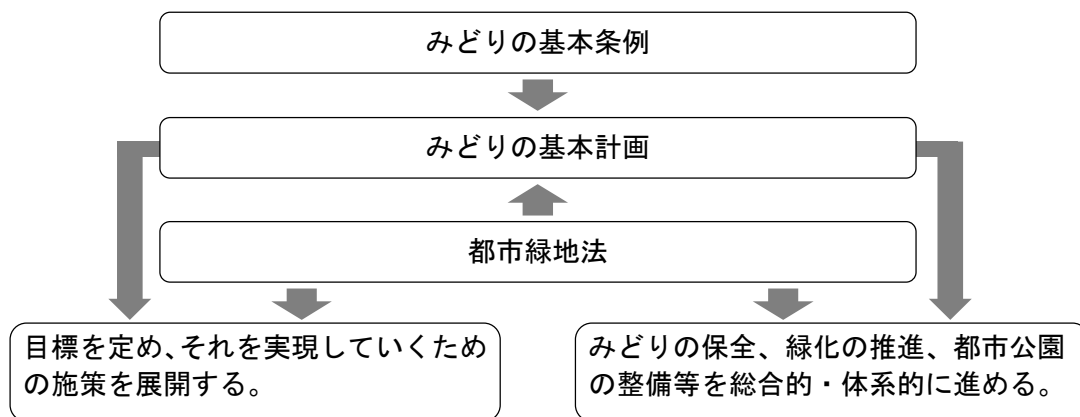 みどりの基本条例
みどりの基本計画
都市緑地法
目標を定め、それを実現していくため
の施策を展開する。
みどりの保全、緑化の推進、都市公園
の整備等を総合的・体系的に進める。